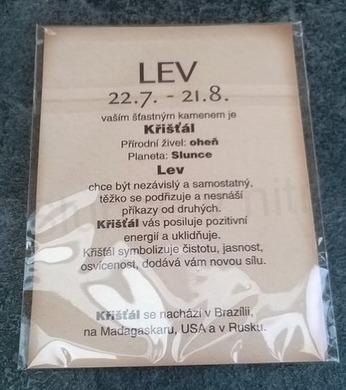 LEV
22.7. - 21.8.
vaším šťastným kamenem je
Křišťál
Přírodní živel: oheň
Planeta: Slunce
Lev
chce být nezávislý a samostatný,
těžko se podřizuje a nesnáší
příkazy od druhých.
Křišťál vás posiluje pozitivní
energií a uklidňuje.
Křišťál symbolizuje čistotu, jasnost,
osvícenost, dodává vám novou sílu.
Křišťál se nachází v Brazílii,
na Madagaskaru, USA a v Rusku.